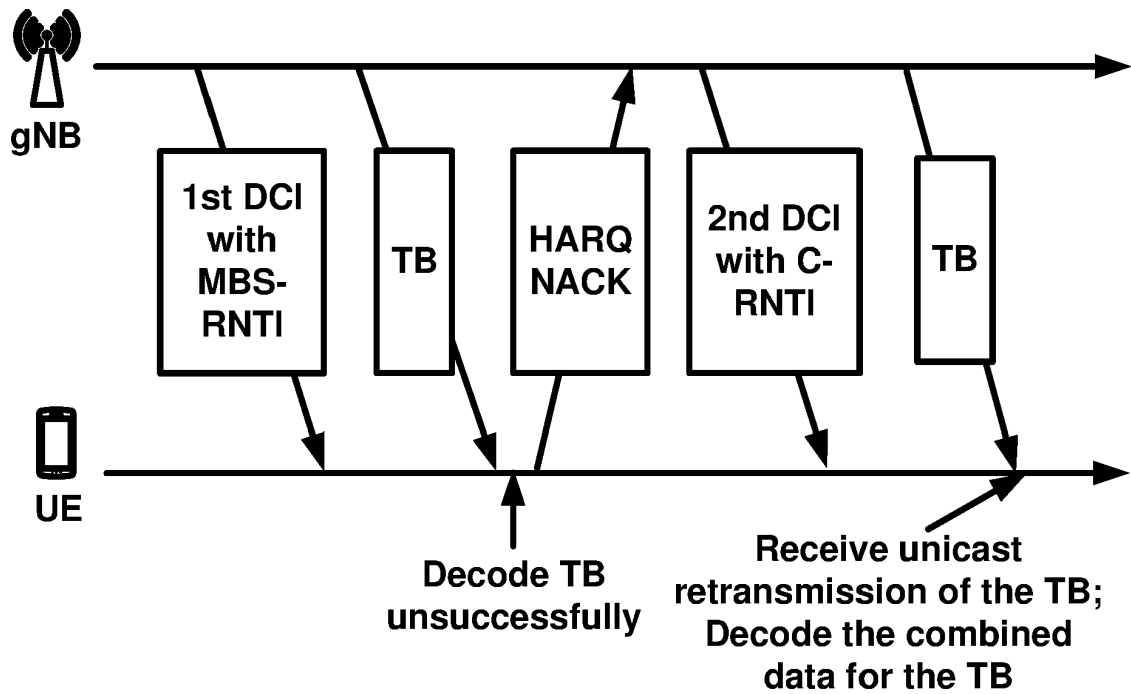 gNB
1st DCI
with
MBS-
RNTI
TB
HARQ
NACK
2nd DCI
with C-
RNTI
TB
UE
Decode TB
unsuccessfully
Receive unicast
retransmission of the TB;
Decode the combined
data for the TB